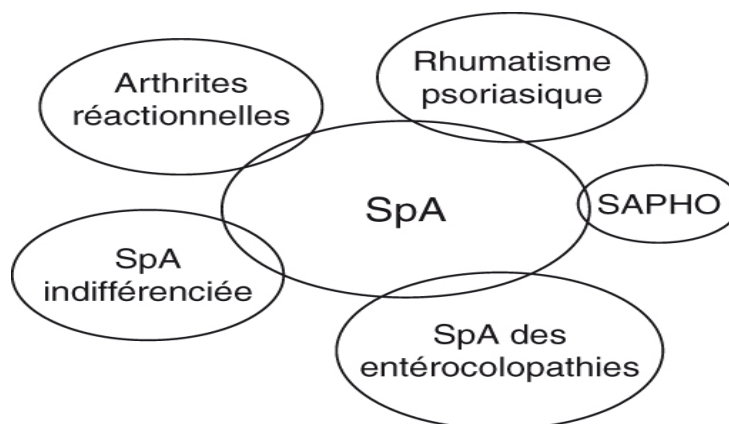 Arthrites
réactionnelles
Rhumatisme
psoriasique
SpA
SAPHO
SpA
indifférenciée
SpA des
entérocolopathies